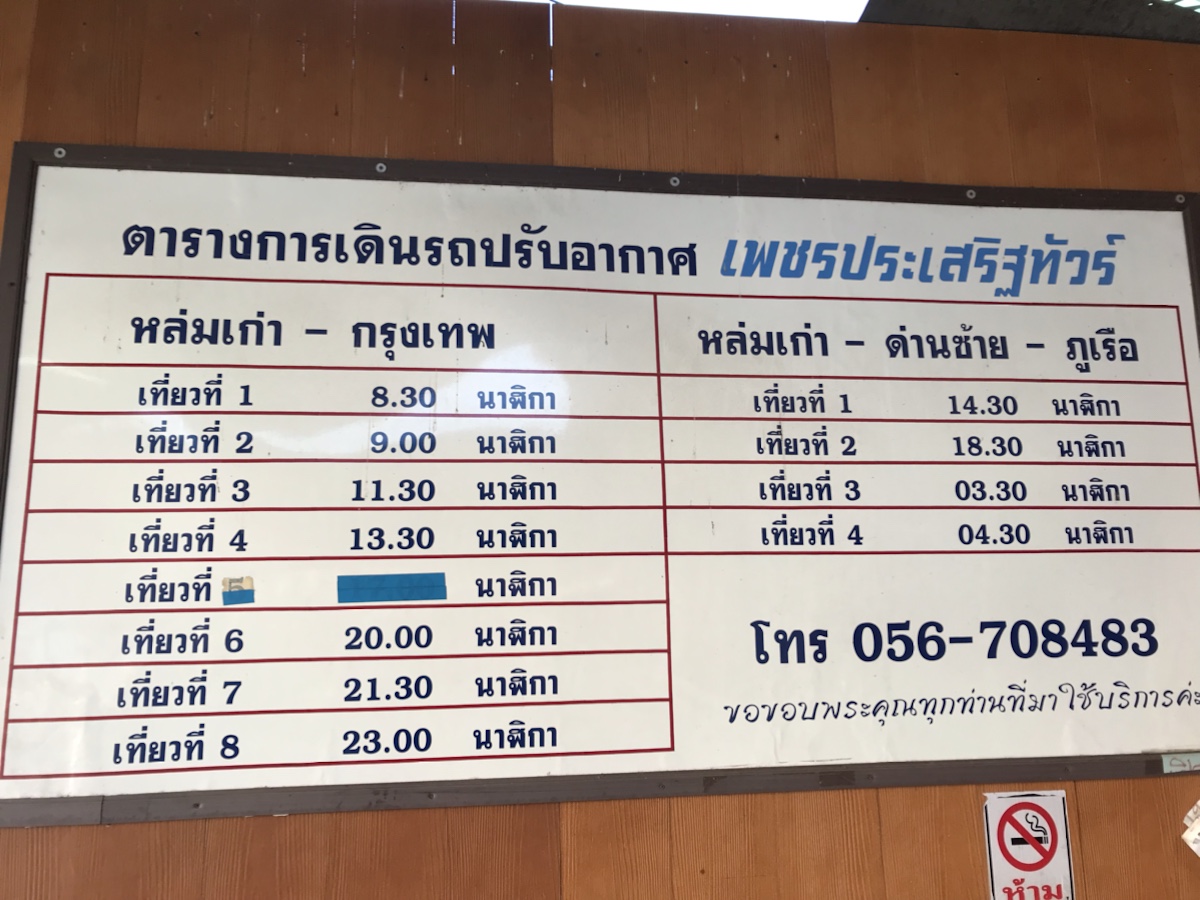 ตารางการเดินรถปรับอากาศ เพชรประเสริฐทัวร์
หล่มเก่า - กรุงเทพ
เที่ยวที่ 1 8.30 นาฬิกา
เที่ยวที่ 2 9.00 นาฬิกา
เที่ยวที่ 3 11.30 นาฬิกา
เที่ยวที่ 4 13.30 นาฬิกา
เที่ยวที่ นาฬิกา
เที่ยวที่ 6 20.00 นาฬิกา
เที่ยวที่ 7 21.30 นาฬิกา
เที่ยวที่ 8 23.00 นาฬิกา
หล่มเก่า - ด่านซ้าย - ภูเรือ
เที่ยวที่ 1 14.30 นาฬิกา
เที่ยวที่ 2 18.30 นาฬิกา
เที่ยวที่ 3 03.30 นาฬิกา
เที่ยวที่ 4 04.30 นาฬิกา
โทร 056-708483
ขอขอบพระคุณทุกท่านที่มาใช้บริการค่ะ
ห้าม